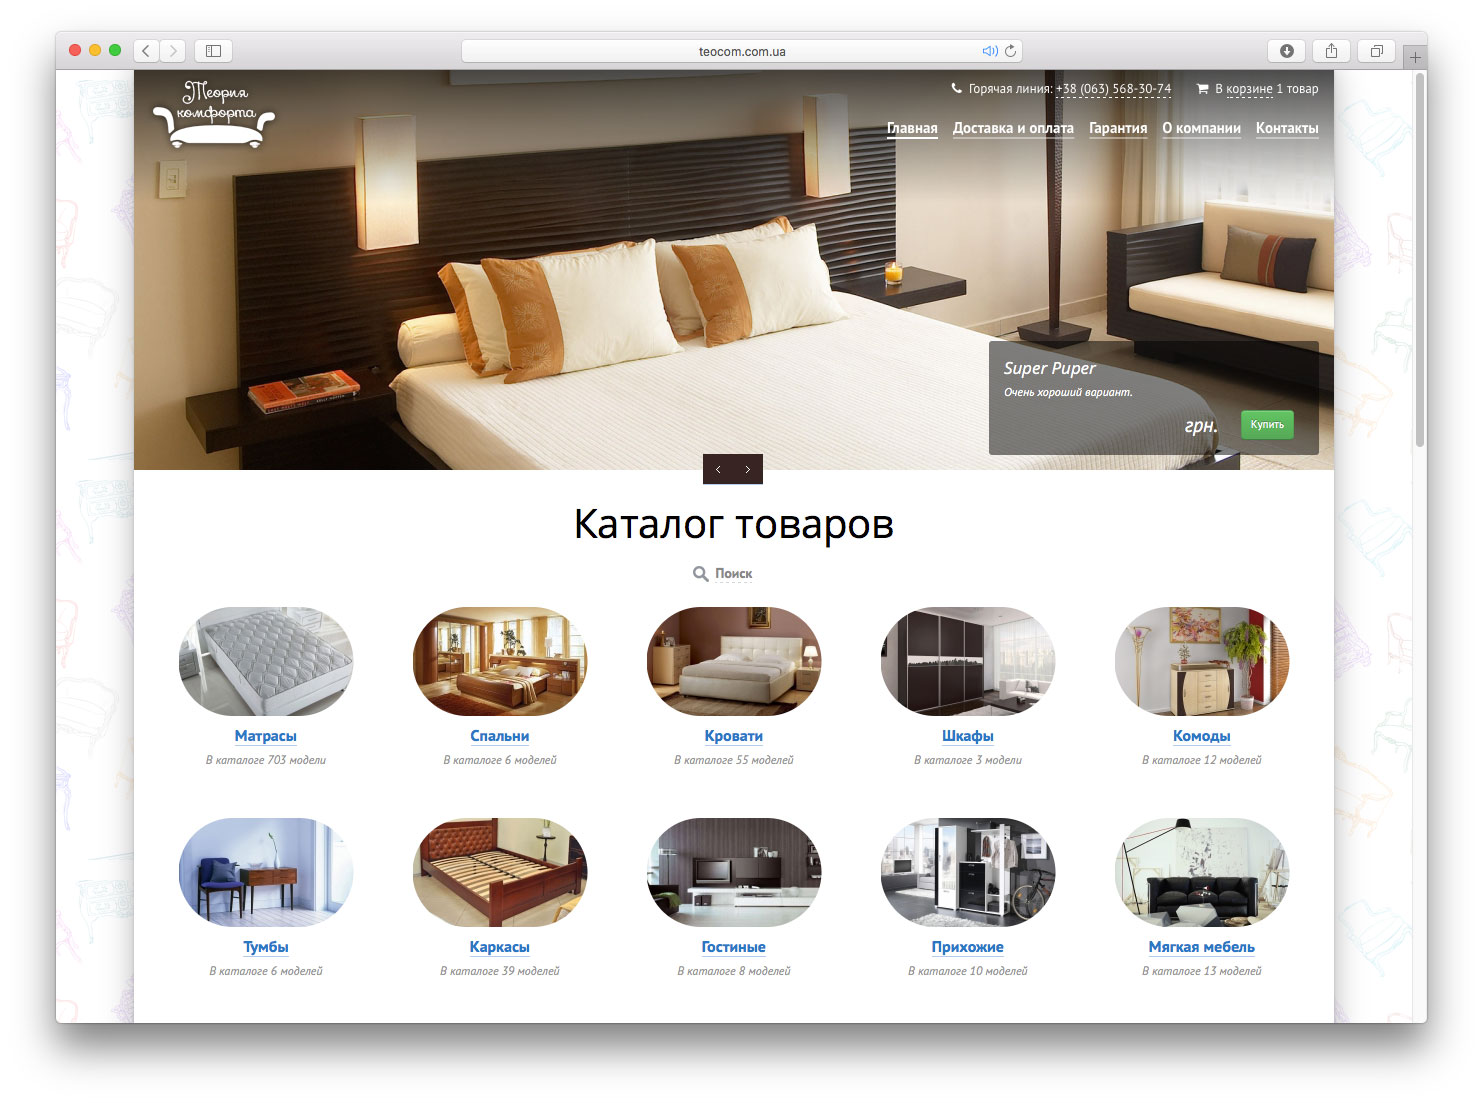 teocom.com.ua
Теория
комфорта
Горячая линия: +38 (063) 568-30-74
В корзине 1 товар
Главная Доставка и оплата Гарантия О компании Контакты
Super Puper
Очень хороший вариант.
грн. Купить
Каталог товаров
Поиск
Матрасы Спальни Кровати Шкафы Комоды
В каталоге 703 модели В каталоге 6 моделей В каталоге 55 моделей В каталоге 3 модели В каталоге 12 моделей
Тумбы Каркасы Гостиные Прихожие Мягкая мебель
В каталоге 6 моделей В каталоге 39 моделей В каталоге 8 моделей В каталоге 10 моделей В каталоге 13 моделей